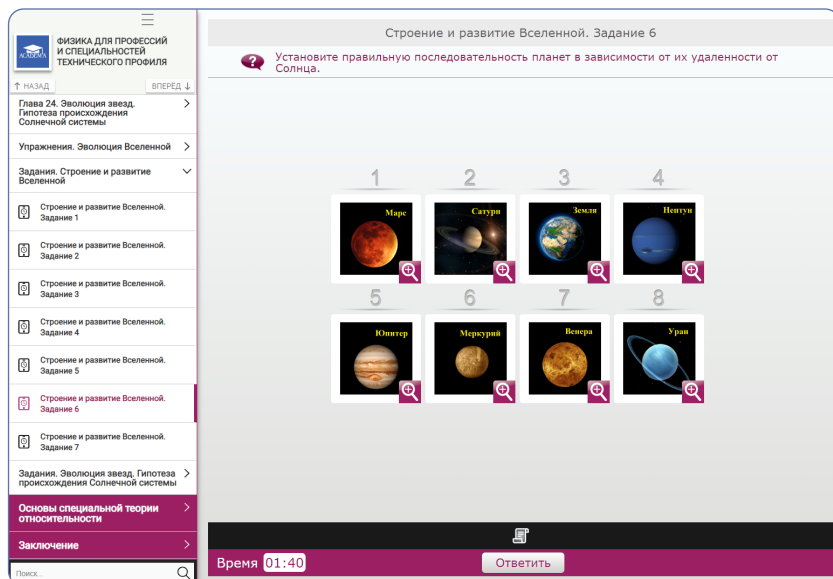 ACADEMA
ФИЗИКА ДЛЯ ПРОФЕССИЙ
И СПЕЦИАЛЬНОСТЕЙ
ТЕХНИЧЕСКОГО ПРОФИЛЯ
↑ НАЗАД
ВПЕРЁД ↓
Глава 24. Эволюция звезд.
Гипотеза происхождения
Солнечной системы
Упражнения. Эволюция Вселенной
Задания. Строение и развитие
Вселенной
Строение и развитие Вселенной.
Задание 1
Строение и развитие Вселенной.
Задание 2
Строение и развитие Вселенной.
Задание 3
Строение и развитие Вселенной.
Задание 4
Строение и развитие Вселенной.
Задание 5
Строение и развитие Вселенной.
Задание 6
Строение и развитие Вселенной.
Задание 7
Задания. Эволюция звезд. Гипотеза
происхождения Солнечной системы
Основы специальной теории
относительности
Заключение
Поиск...
Строение и развитие Вселенной. Задание 6
?
Установите правильную последовательность планет в зависимости от их удаленности от
Солнца.
1 2 3 4
Марс Сатурн Земля Нептун
5 6 7 8
Юпитер Меркурий Венера Уран
Время 01:40
Ответить